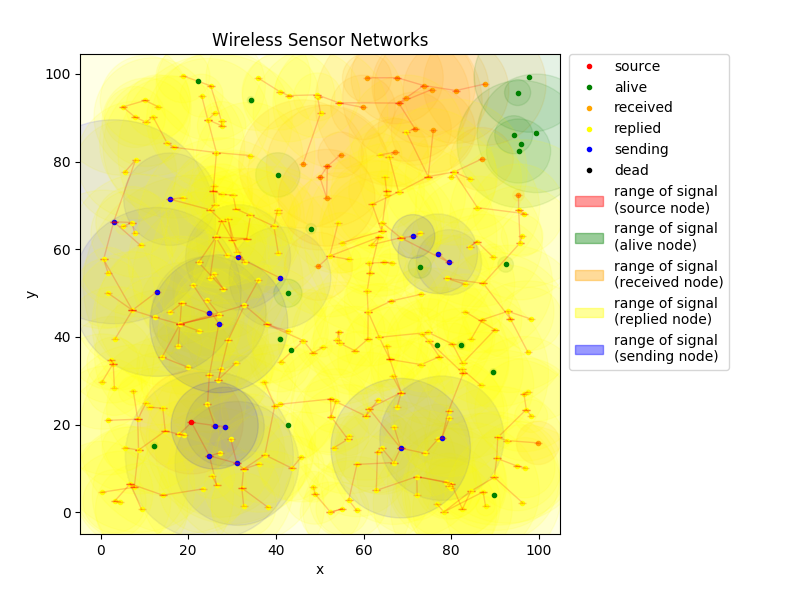 Wireless Sensor Networks
100
80
60
40
20
0
y
0 20 40 60 80 100
x
source
alive
received
replied
sending
dead
range of signal
(source node)
range of signal
(alive node)
range of signal
(received node)
range of signal
(replied node)
range of signal
(sending node)